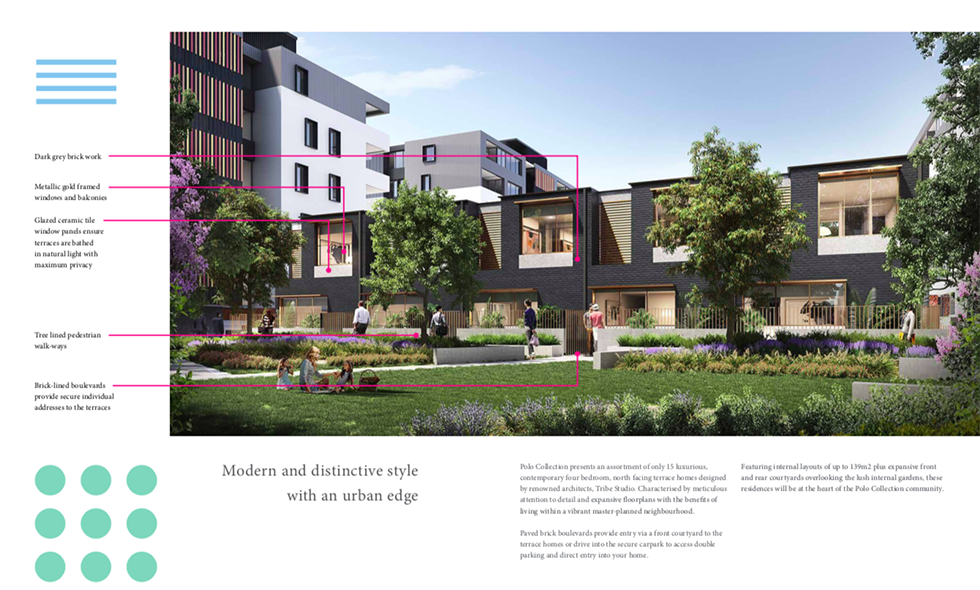 Dark grey brick work
Metallic gold framed
windows and balconies
Glazed ceramic tile
window panels ensure
terraces are bathed
in natural light with
maximum privacy
Tree lined pedestrian
walk-ways
Brick-lined boulevards
provide secure individual
addresses to the terraces
Modern and distinctive style
with an urban edge
Polo Collection presents an assortment of only 15 luxurious,
contemporary four bedroom, north facing terrace homes designed
by renowned architects, Tribe Studio. Characterised by meticulous
attention to detail and expansive floorplans with the benefits of
living within a vibrant master-planned neighbourhood.
Paved brick boulevards provide entry via a front courtyard to the
terrace homes or drive into the secure carpark to access double
parking and direct entry into your home.
Featuring internal layouts of up to 139m2 plus expansive front
and rear courtyards overlooking the lush internal gardens, these
residences will be at the heart of the Polo Collection community.